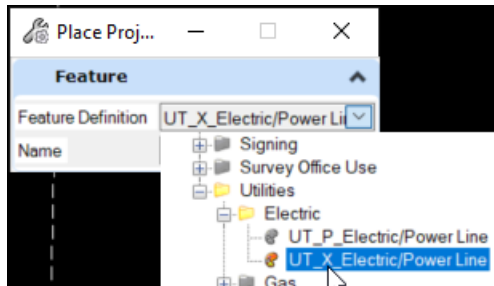 Place Proj...
Feature
Feature Definition UT_X_Electric/Power Li
Name
Signing
Survey Office Use
Utilities
Electric
UT_P_Electric/Power Line
UT_X_Electric/Power Line
Gas